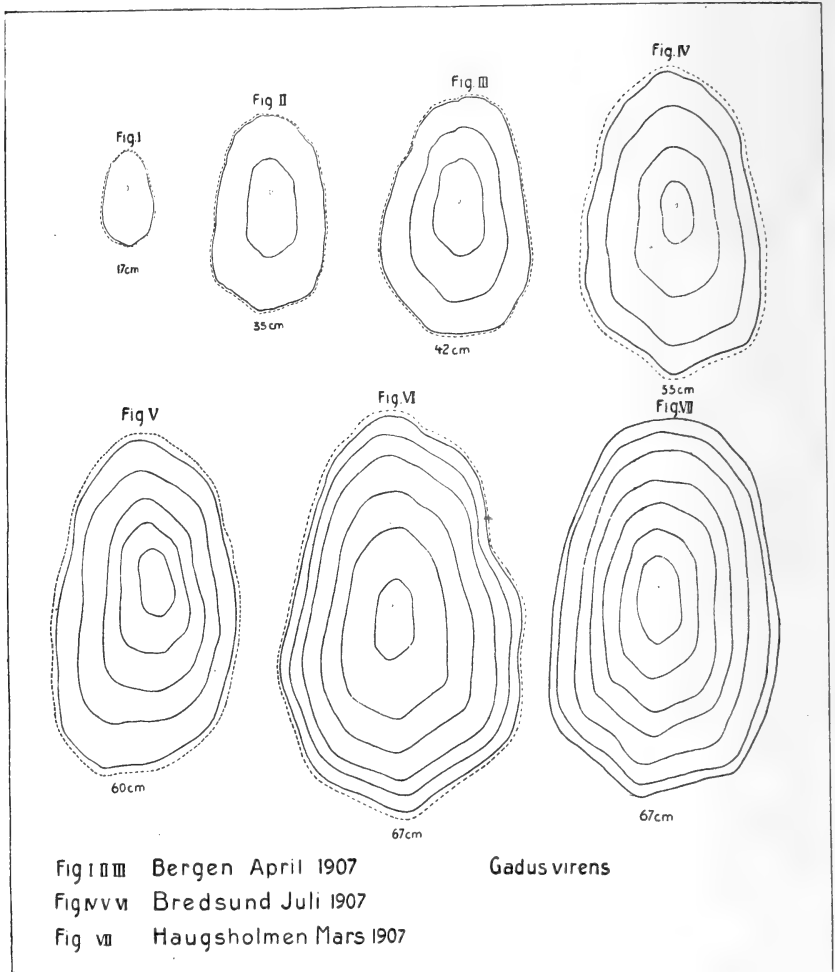 Fig.I
17cm
Fig II
35cm
Fig. III
42cm
Fig. IV
55cm
Fig V
60cm
Fig. VI
67cm
Fig. VII
67cm
Fig I II III Bergen April 1907
Gadus virens
Fig IV V VI Bredsund Juli 1907
Fig VII Haugsholmen Mars 1907